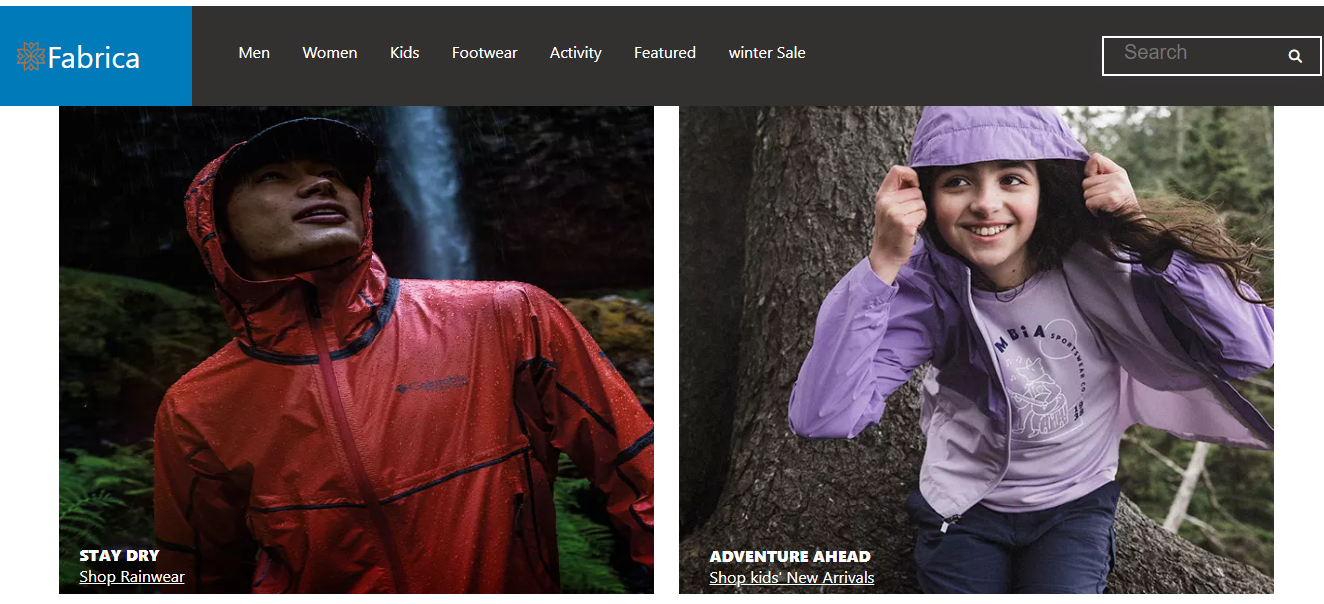 Fabrica
Men Women Kids Footwear Activity Featured winter Sale
Search
Columbia
MBiA SPORTSWEAR CO
STAY DRY
Shop Rainwear
ADVENTURE AHEAD
Shop kids' New Arrivals